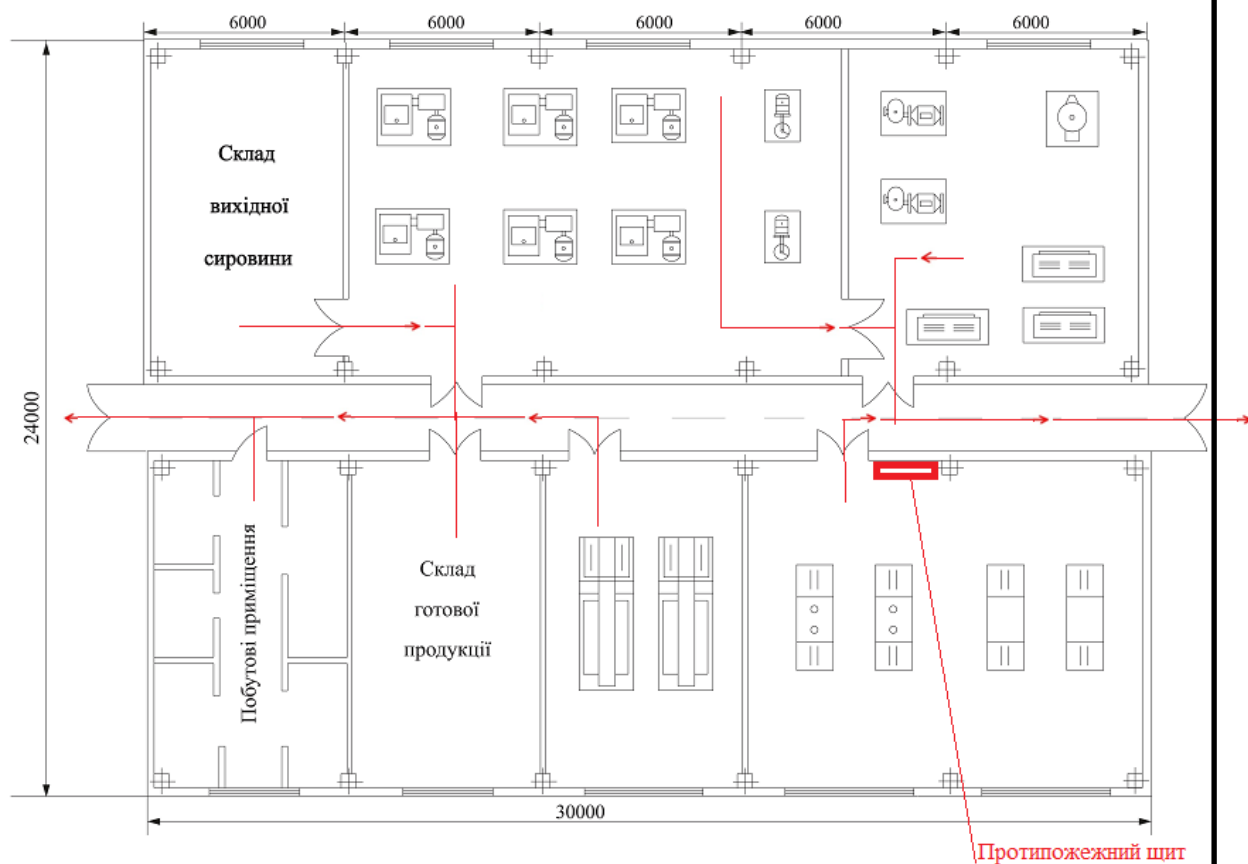 6000 6000 6000 6000 6000
Склад
вихідної
сировини
24000
Побутові приміщення
Склад
готової
продукції
30000
Протипожежний щит